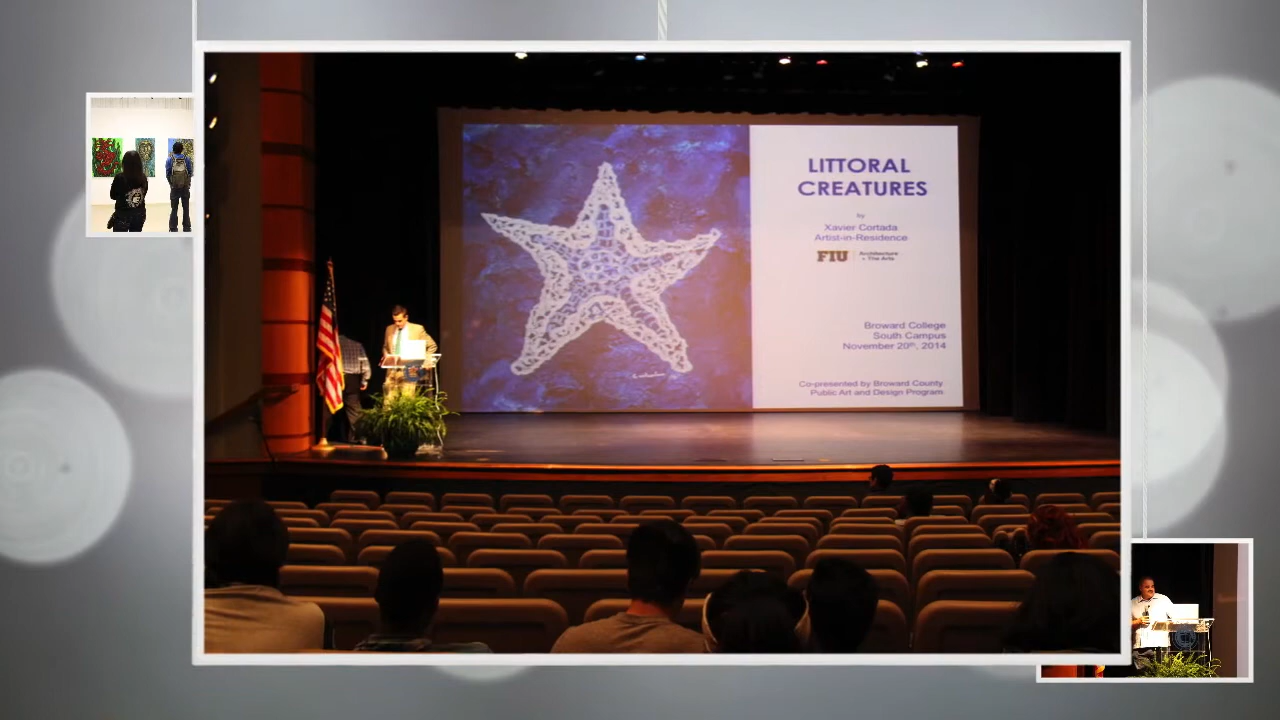 LITTORAL
CREATURES
by
Xavier Cortada
Artist-in-Residence
FIU
Architecture
+ The Arts
Broward College
South Campus
November 20th, 2014
Co-presented by Broward County
Public Art and Design Program